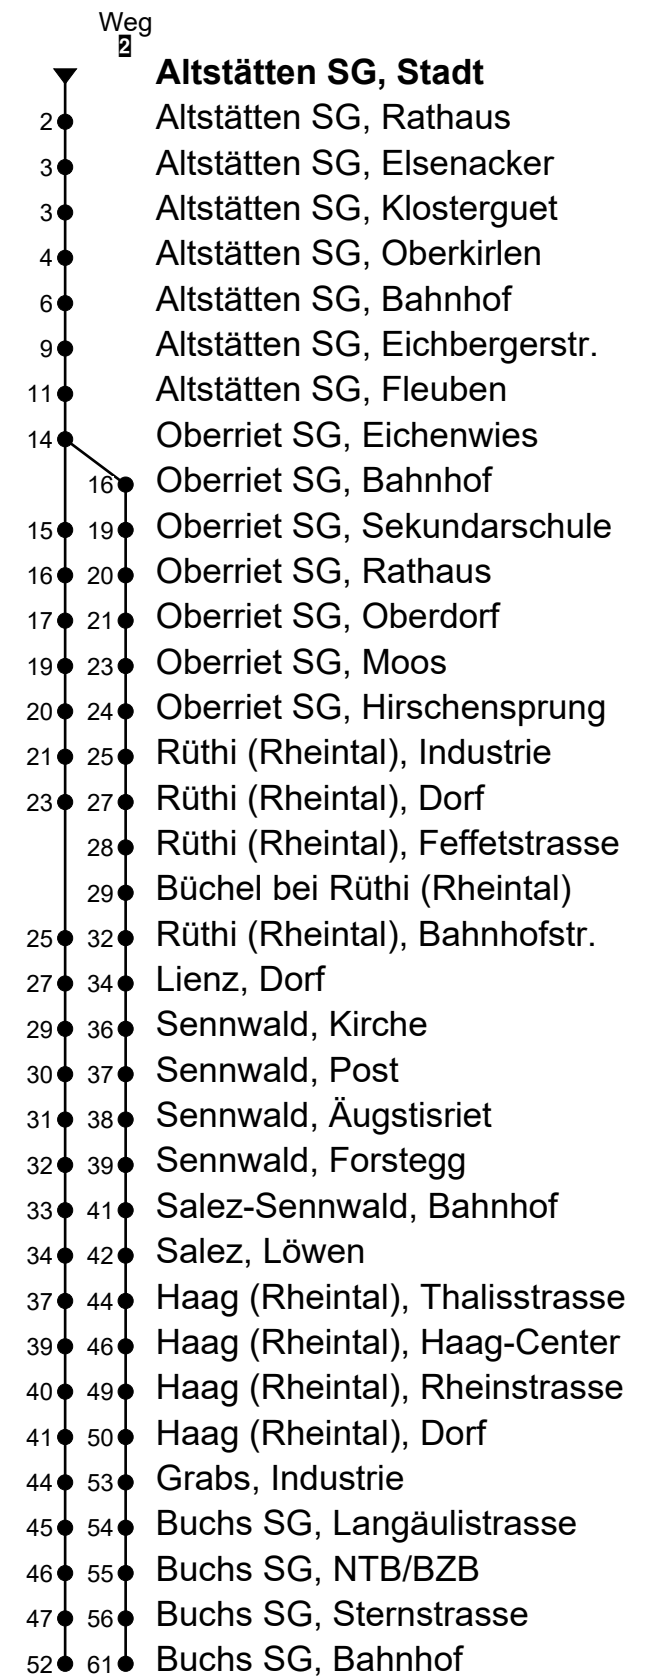 Weg
2
Altstätten SG, Stadt
2 Altstätten SG, Rathaus
3 Altstätten SG, Elsenacker
3 Altstätten SG, Klosterguet
4 Altstätten SG, Oberkirlen
6 Altstätten SG, Bahnhof
9 Altstätten SG, Eichbergerstr.
11 Altstätten SG, Fleuben
14 Oberriet SG, Eichenwies
16 Oberriet SG, Bahnhof
15 19 Oberriet SG, Sekundarschule
16 20 Oberriet SG, Rathaus
17 21 Oberriet SG, Oberdorf
19 23 Oberriet SG, Moos
20 24 Oberriet SG, Hirschensprung
21 25 Rüthi (Rheintal), Industrie
23 27 Rüthi (Rheintal), Dorf
28 Rüthi (Rheintal), Feffetstrasse
29 Büchel bei Rüthi (Rheintal)
25 32 Rüthi (Rheintal), Bahnhofstr.
27 34 Lienz, Dorf
29 36 Sennwald, Kirche
30 37 Sennwald, Post
31 38 Sennwald, Äugstisriet
32 39 Sennwald, Forstegg
33 41 Salez-Sennwald, Bahnhof
34 42 Salez, Löwen
37 44 Haag (Rheintal), Thalisstrasse
39 46 Haag (Rheintal), Haag-Center
40 49 Haag (Rheintal), Rheinstrasse
41 50 Haag (Rheintal), Dorf
44 53 Grabs, Industrie
45 54 Buchs SG, Langäulistrasse
46 55 Buchs SG, NTB/BZB
47 56 Buchs SG, Sternstrasse
52 61 Buchs SG, Bahnhof